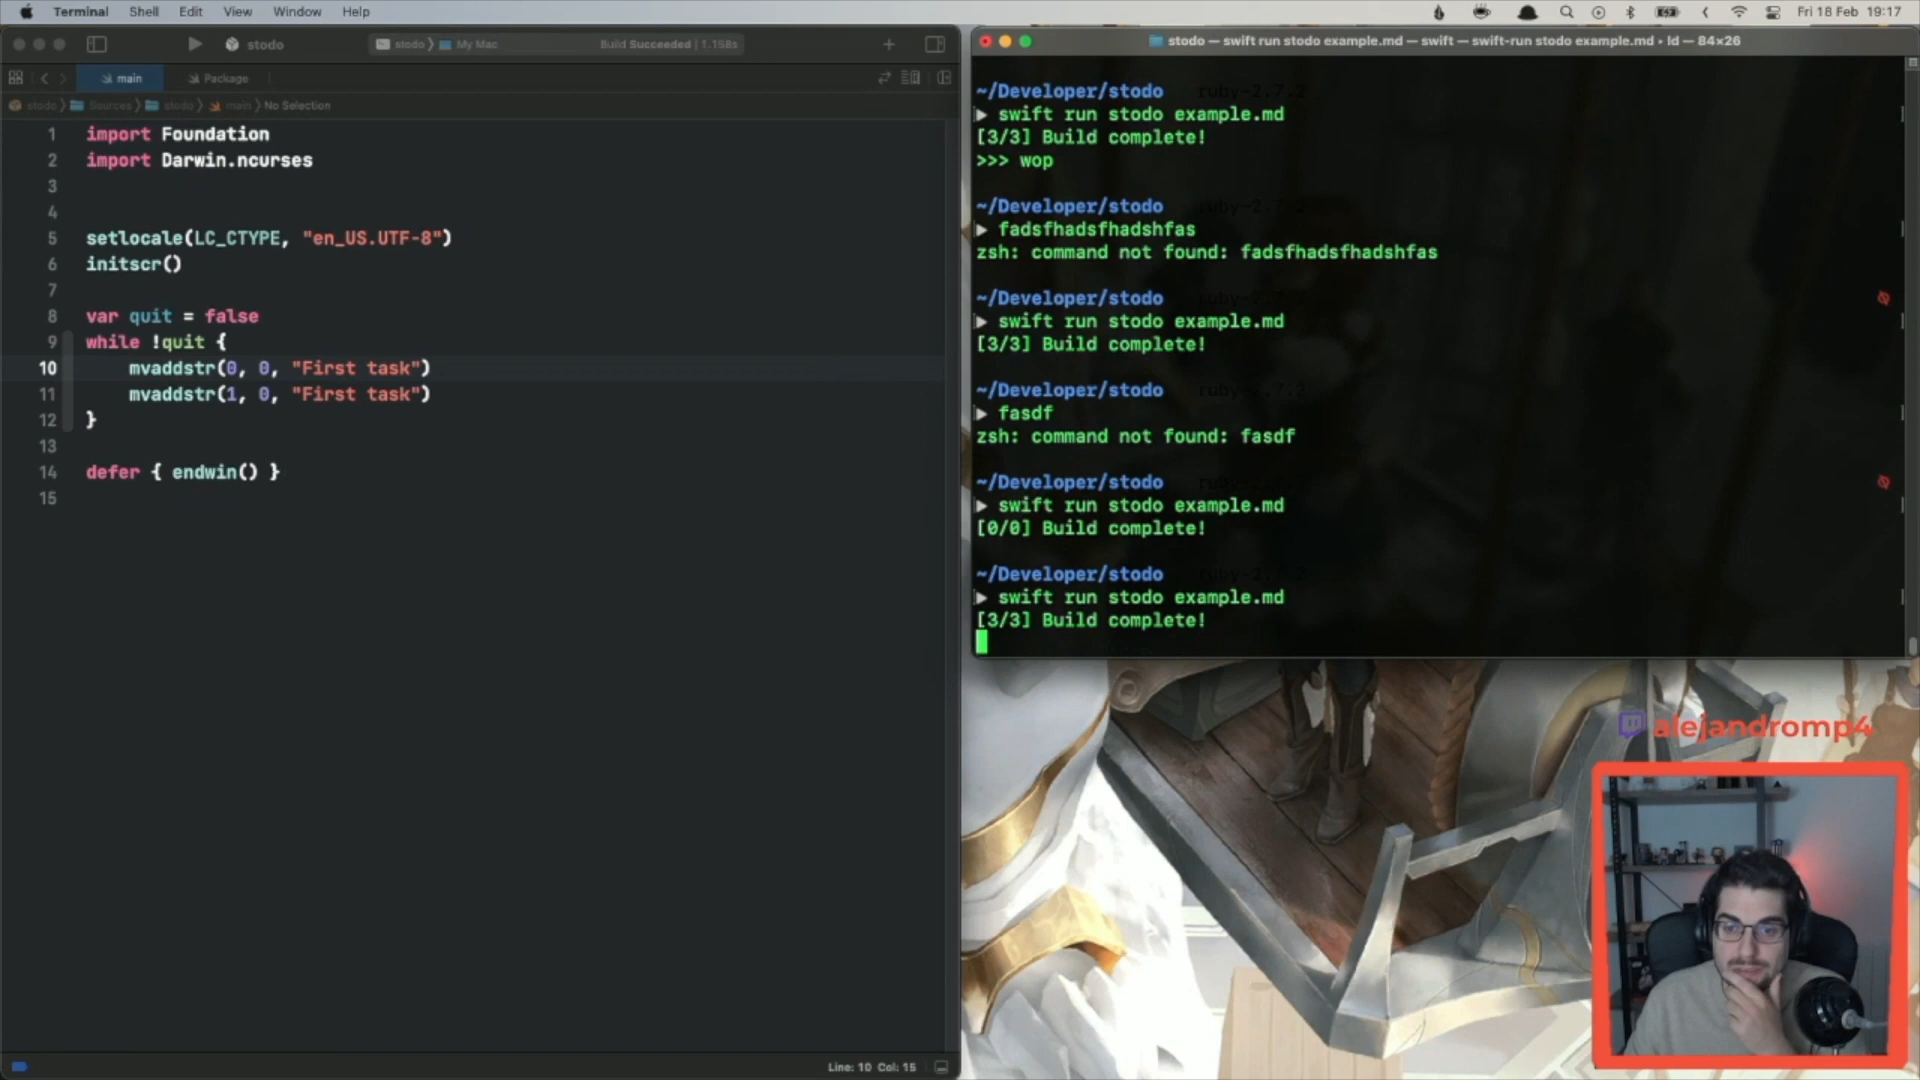 Terminal Shell Edit View Window Help
Fri 18 Feb 19:17
stodo
stodo My Mac
Build Succeeded | 1.158s
main
Package
stodo Sources stodo main No Selection
1 import Foundation
2 import Darwin.ncurses
3
4
5 setlocale(LC_CTYPE, "en_US.UTF-8")
6 initscr()
7
8 var quit = false
9 while !quit {
10 mvaddstr(0, 0, "First task")
11 mvaddstr(1, 0, "First task")
12 }
13
14 defer { endwin() }
15
Line: 10 Col: 15
stodo — swift run stodo example.md — swift — swift-run stodo example.md • ld — 84×26
~/Developer/stodo ruby-2.7.2
swift run stodo example.md
[3/3] Build complete!
>>> wop
~/Developer/stodo ruby-2.7.2
fadsfhadsfhadshfas
zsh: command not found: fadsfhadsfhadshfas
~/Developer/stodo ruby-2.7.2
swift run stodo example.md
[3/3] Build complete!
~/Developer/stodo ruby-2.7.2
fasdf
zsh: command not found: fasdf
~/Developer/stodo ruby-2.7.2
swift run stodo example.md
[0/0] Build complete!
~/Developer/stodo ruby-2.7.2
swift run stodo example.md
[3/3] Build complete!
alejandromp4